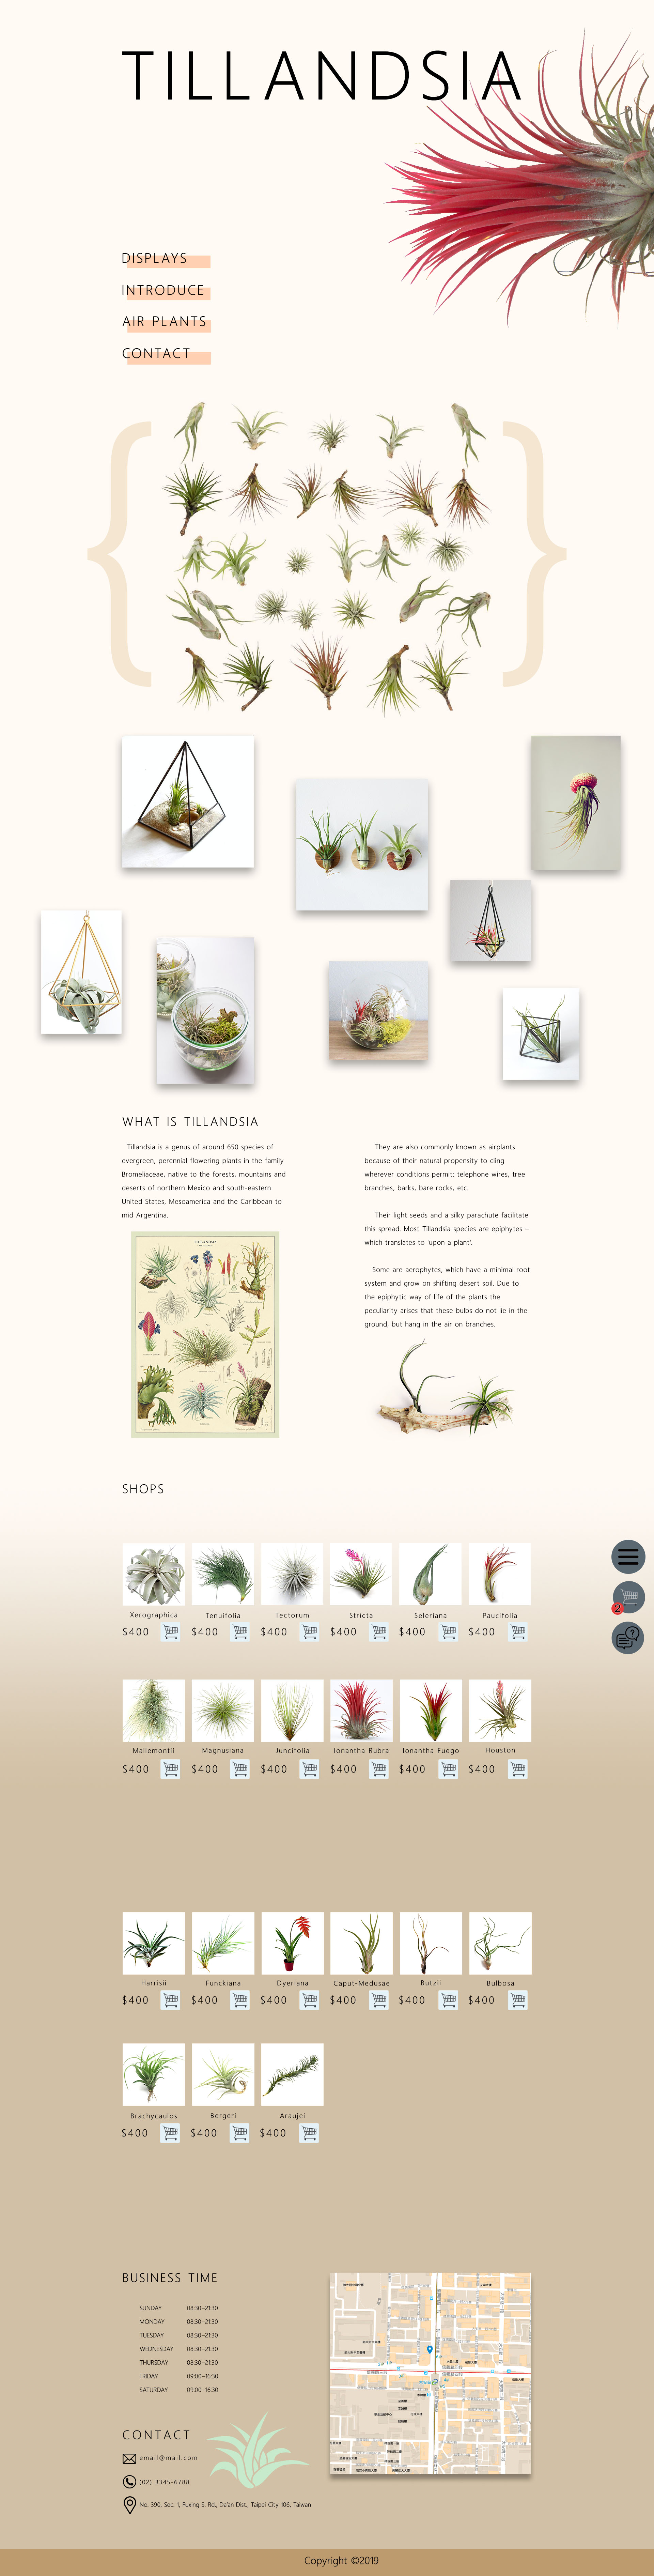 TILLANDSIA
DISPLAYS
INTRODUCE
AIR PLANTS
CONTACT
WHAT IS TILLANDSIA
Tillandsia is a genus of around 650 species of
evergreen, perennial flowering plants in the family
Bromeliaceae, native to the forests, mountains and
deserts of northern Mexico and south-eastern
United States, Mesoamerica and the Caribbean to
mid Argentina.
TILLANDSIA
They are also commonly known as airplants
because of their natural propensity to cling
wherever conditions permit: telephone wires, tree
branches, barks, bare rocks, etc.
Their light seeds and a silky parachute facilitate
this spread. Most Tillandsia species are epiphytes –
which translates to 'upon a plant'.
Some are aerophytes, which have a minimal root
system and grow on shifting desert soil. Due to
the epiphytic way of life of the plants the
peculiarity arises that these bulbs do not lie in the
ground, but hang in the air on branches.
SHOPS
Xerographica Tenuifolia Tectorum Stricta Seleriana Paucifolia
$400 $400 $400 $400 $400 $400
2
?
Mallemontii Magnusiana Juncifolia Ionantha Rubra Ionantha Fuego Houston
$400 $400 $400 $400 $400 $400
Harrisii Funckiana Dyeriana Caput-Medusae Butzii Bulbosa
$400 $400 $400 $400 $400 $400
Brachycaulos Bergeri Araujei
$400 $400 $400
BUSINESS TIME
SUNDAY 08:30~21:30
MONDAY 08:30~21:30
TUESDAY 08:30~21:30
WEDNESDAY 08:30~21:30
THURSDAY 08:30~21:30
FRIDAY 09:00~16:30
SATURDAY 09:00~16:30
CONTACT
email@mail.com
(02) 3345-6788
No. 390, Sec. 1, Fuxing S. Rd., Da'an Dist., Taipei City 106, Taiwan
Copyright ©2019